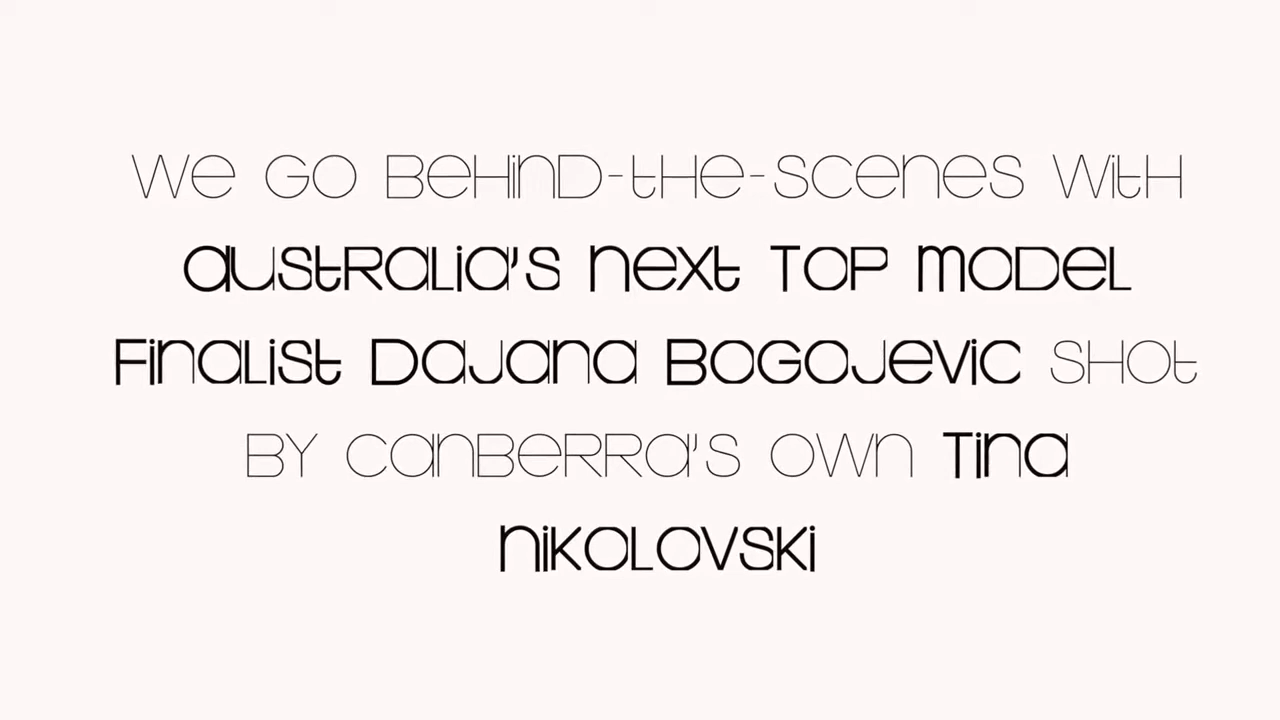 We go behind-the-scenes with
Australia's Next Top Model
Finalist Dajana Bogojevic shot
by Canberra's own Tina
Nikolovski